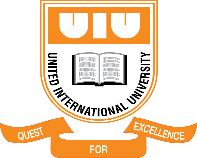 UIU
UNITED INTERNATIONAL UNIVERSITY
QUEST
FOR
EXCELLENCE